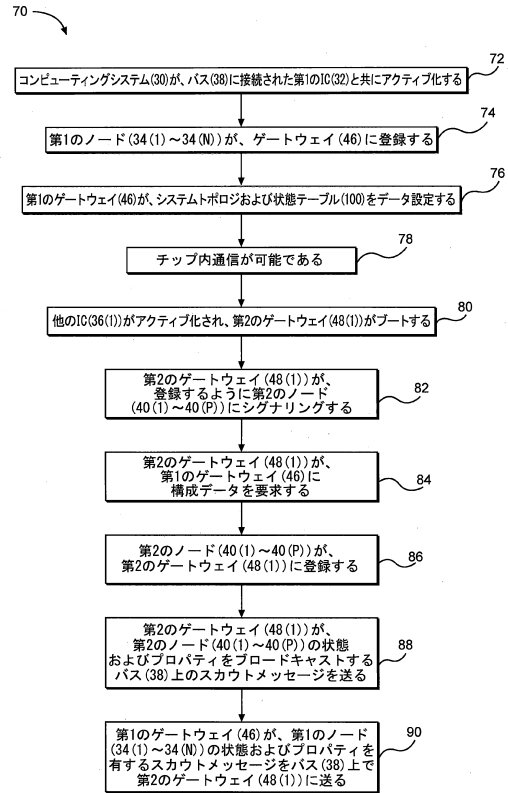 70
コンピューティングシステム(30)が、バス(38)に接続された第1のIC(32)と共にアクティブ化する
72
第1のノード(34(1)～34(N))が、ゲートウェイ(46)に登録する
74
第1のゲートウェイ(46)が、システムトポロジおよび状態テーブル(100)をデータ設定する
76
チップ内通信が可能である
78
他のIC(36(1))がアクティブ化され、第2のゲートウェイ(48(1))がブートする
80
第2のゲートウェイ(48(1))が、
登録するように第2のノード
(40(1)～40(P))にシグナリングする
82
第2のゲートウェイ(48(1))が、
第1のゲートウェイ(46)に
構成データを要求する
84
第2のノード(40(1)～40(P))が、
第2のゲートウェイ(48(1))に登録する
86
第2のゲートウェイ(48(1))が、
第2のノード(40(1)～40(P))の状態
およびプロパティをブロードキャストする
バス(38)上のスカウトメッセージを送る
88
第1のゲートウェイ(46)が、第1のノード
(34(1)～34(N))の状態およびプロパティを
有するスカウトメッセージをバス(38)上で
第2のゲートウェイ(48(1))に送る
90